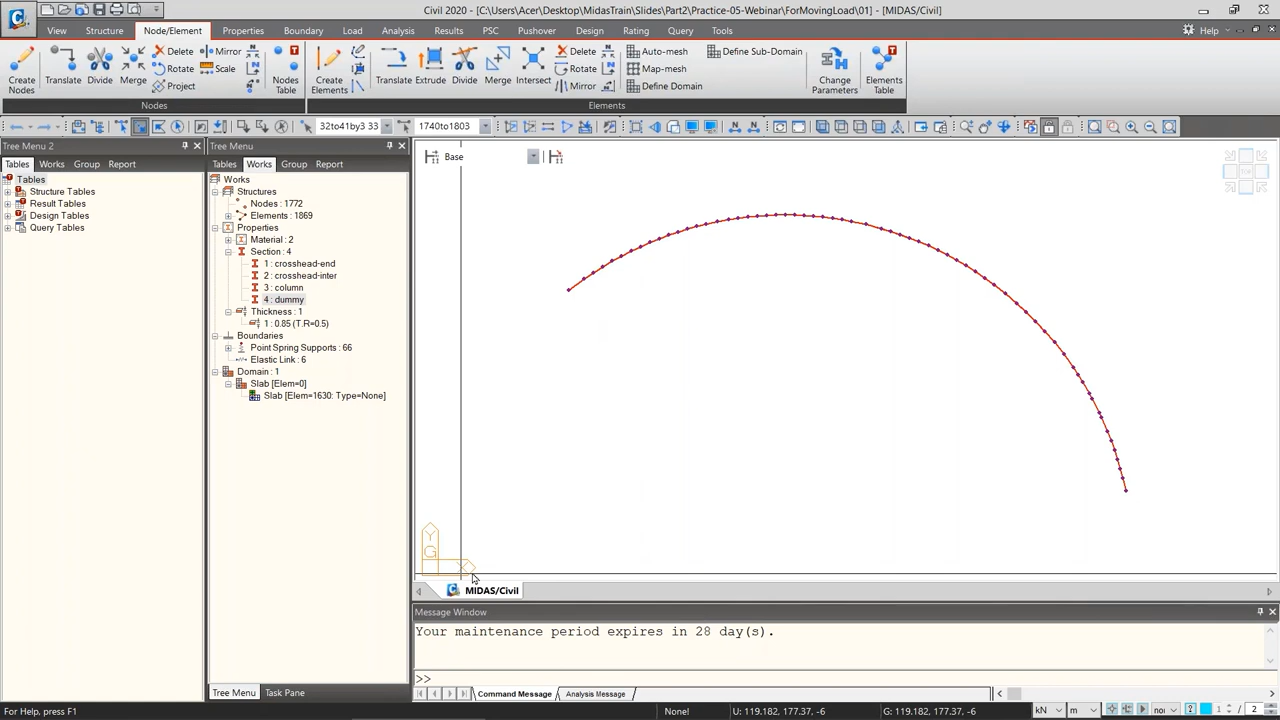 Civil 2020 - [C:\Users\Acer\Desktop\MidasTrain\Slides\Part2\Practice-05-Webinar\ForMovingLoad\01] - [MIDAS/Civil]
View Structure Node/Element Properties Boundary Load Analysis Results PSC Pushover Design Rating Query Tools Help
Create Nodes Translate Divide Merge Delete Rotate Project Mirror Scale Nodes Table Create Elements Translate Extrude Divide Merge Intersect Delete Rotate Mirror Auto-mesh Map-mesh Define Domain Define Sub-Domain Change Parameters Elements Table
Nodes Elements
32to41by3 33 1740to1803
Tree Menu 2
Tables Works Group Report
Tables
Structure Tables
Result Tables
Design Tables
Query Tables
Tree Menu
Tables Works Group Report
Works
Structures
Nodes : 1772
Elements : 1869
Properties
Material : 2
Section : 4
1 : crosshead-end
2 : crosshead-inter
3 : column
4 : dummy
Thickness : 1
1 : 0.85 (T.R=0.5)
Boundaries
Point Spring Supports : 66
Elastic Link : 6
Domain : 1
Slab [Elem=0]
Slab [Elem=1630: Type=None]
Tree Menu Task Pane
Base
TOP
Y
G
X
MIDAS/Civil
Message Window
Your maintenance period expires in 28 day(s).
>>
Command Message Analysis Message
For Help, press F1 None! U: 119.182, 177.37, -6 G: 119.182, 177.37, -6 kN m noi 1 / 2